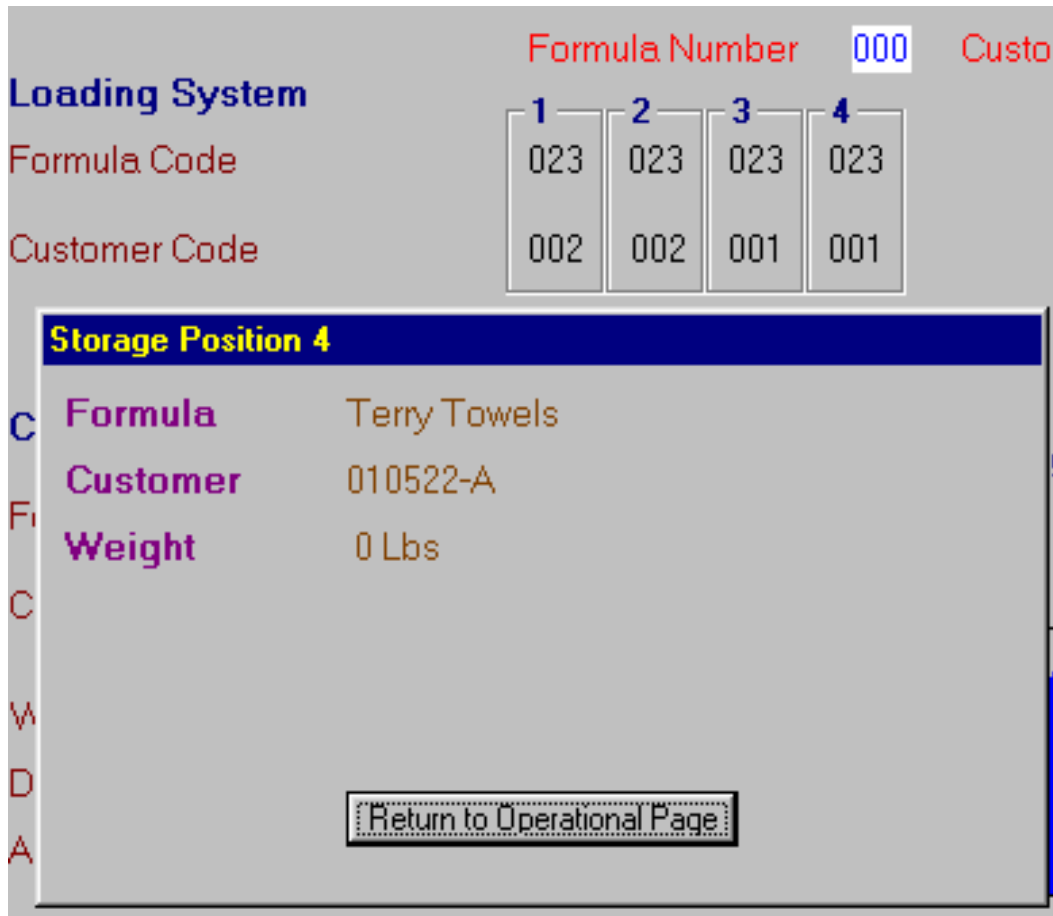 Formula Number 000 Custo
Loading System
1 2 3 4
Formula Code 023 023 023 023
Customer Code 002 002 001 001
Storage Position 4
Formula Terry Towels
Customer 010522-A
Weight 0 Lbs
Return to Operational Page